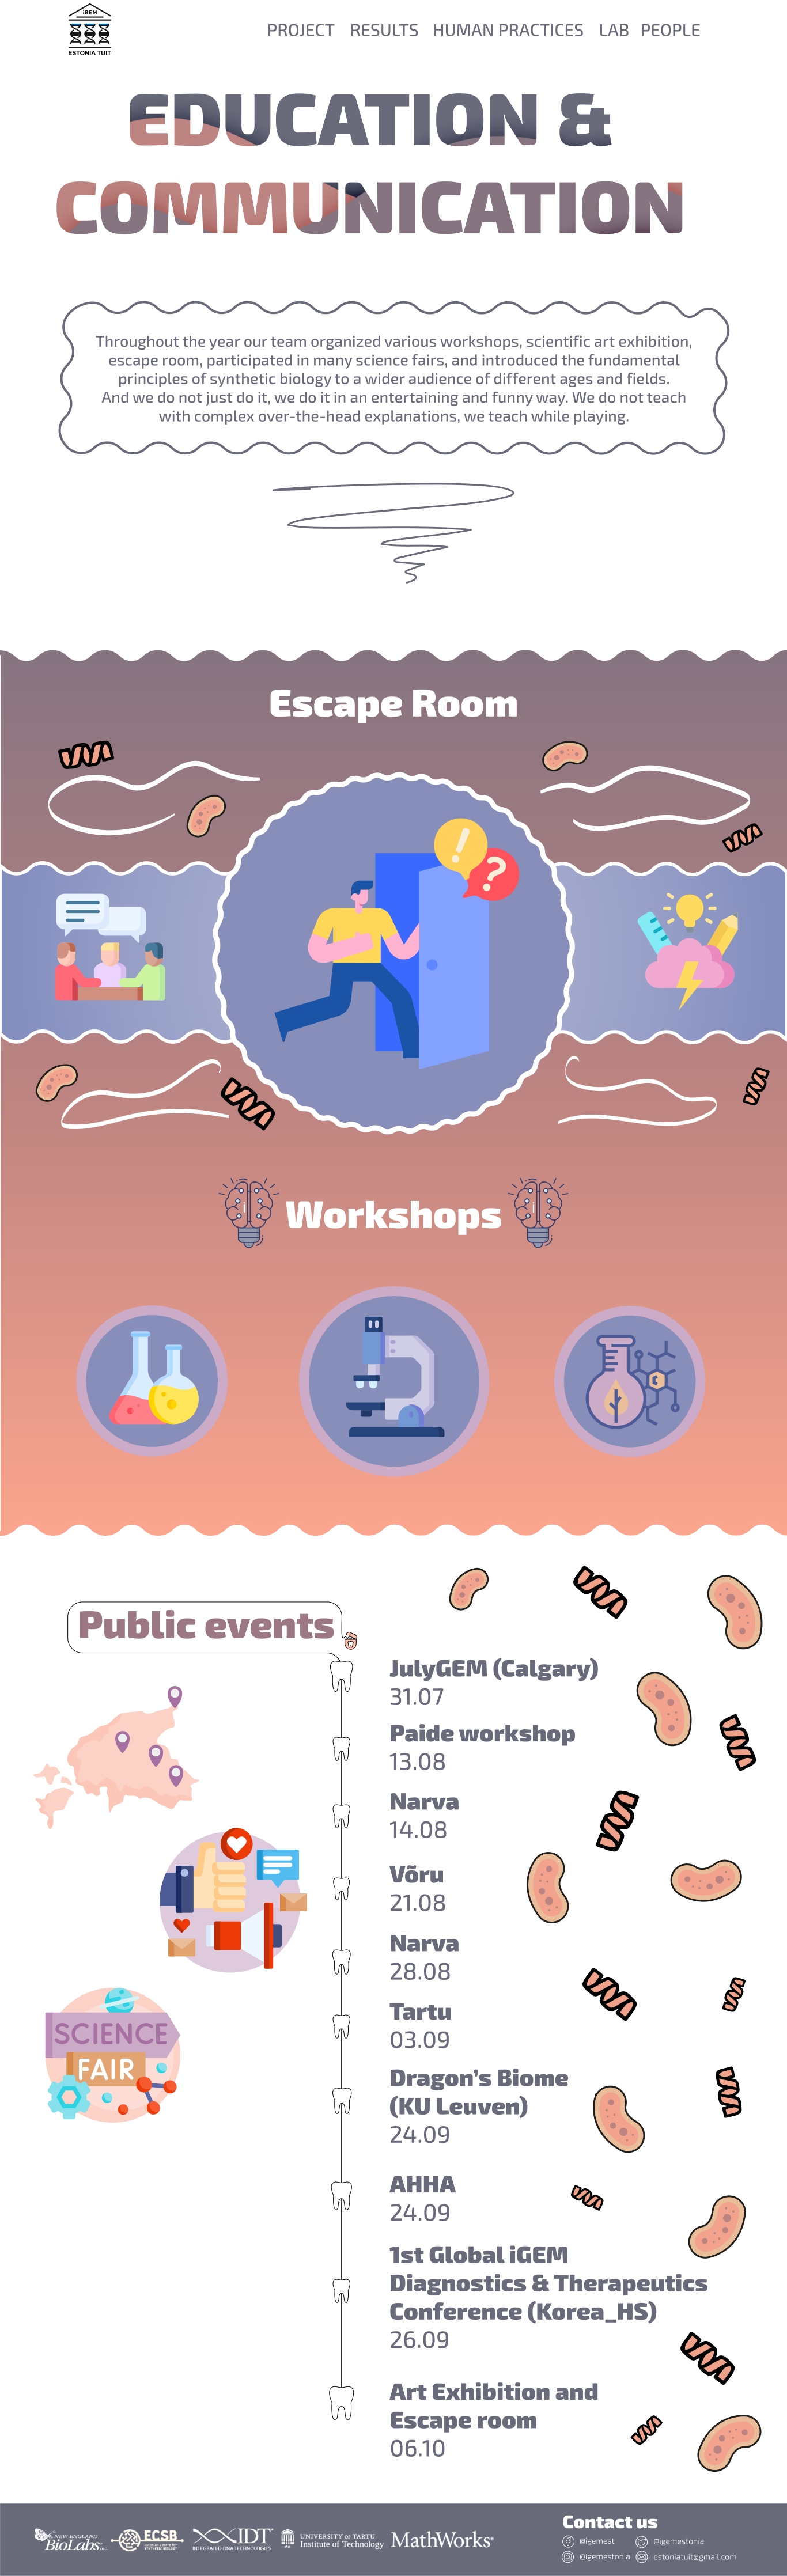 iGEM
ESTONIA TUIT
PROJECT RESULTS HUMAN PRACTICES LAB PEOPLE
EDUCATION &
COMMUNICATION
Throughout the year our team organized various workshops, scientific art exhibition,
escape room, participated in many science fairs, and introduced the fundamental
principles of synthetic biology to a wider audience of different ages and fields.
And we do not just do it, we do it in an entertaining and funny way. We do not teach
with complex over-the-head explanations, we teach while playing.
Escape Room
! ?
Workshops
Public events
JulyGEM (Calgary)
31.07
Paide workshop
13.08
Narva
14.08
Võru
21.08
Narva
28.08
Tartu
03.09
SCIENCE
FAIR
Dragon's Biome
(KU Leuven)
24.09
AHHA
24.09
1st Global iGEM
Diagnostics & Therapeutics
Conference (Korea_HS)
26.09
Art Exhibition and
Escape room
06.10
NEW ENGLAND
BioLabs Inc.
ECSB
IDT
INTEGRATED DNA TECHNOLOGIES
UNIVERSITY OF TARTU
Institute of Technology
MathWorks
Contact us
@igemest
@igemestonia
@igemestonia
estoniatuit@gmail.com